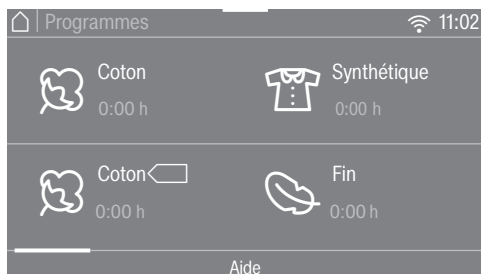 Programmes 11:02
Coton Synthétique
0:00 h 0:00 h
Coton Fin
0:00 h 0:00 h
Aide